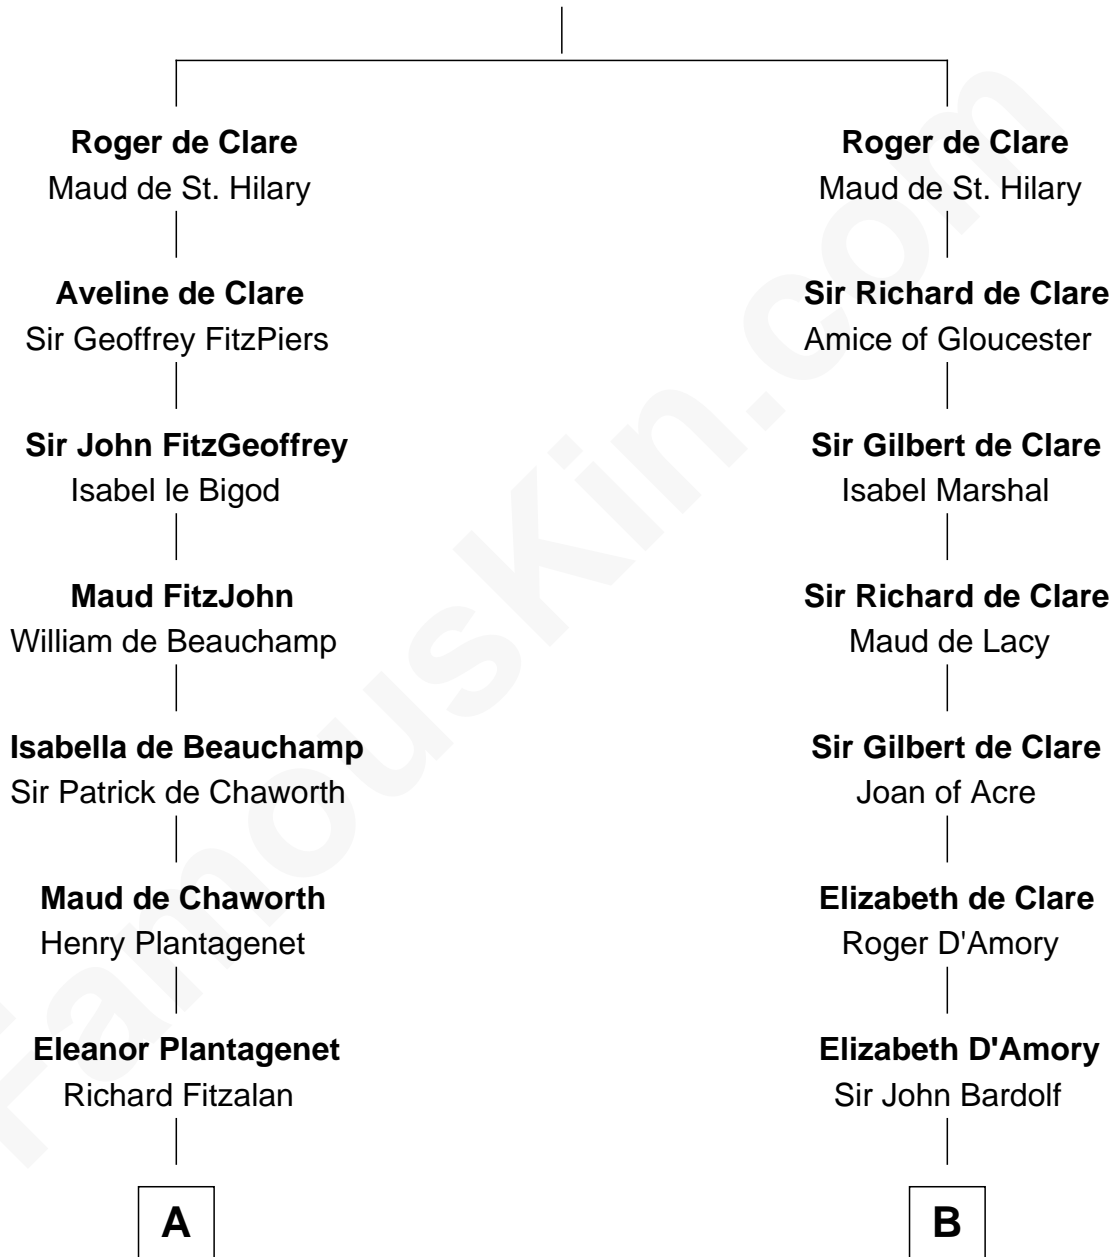 Roger de Clare
Maud de St. Hilary
Aveline de Clare
Sir Geoffrey FitzPiers
Sir John FitzGeoffrey
Isabel le Bigod
Maud FitzJohn
William de Beauchamp
Isabella de Beauchamp
Sir Patrick de Chaworth
Maud de Chaworth
Henry Plantagenet
Eleanor Plantagenet
Richard Fitzalan
A
Roger de Clare
Maud de St. Hilary
Sir Richard de Clare
Amice of Gloucester
Sir Gilbert de Clare
Isabel Marshal
Sir Richard de Clare
Maud de Lacy
Sir Gilbert de Clare
Joan of Acre
Elizabeth de Clare
Roger D'Amory
Elizabeth D'Amory
Sir John Bardolf
B
FamousKin.com